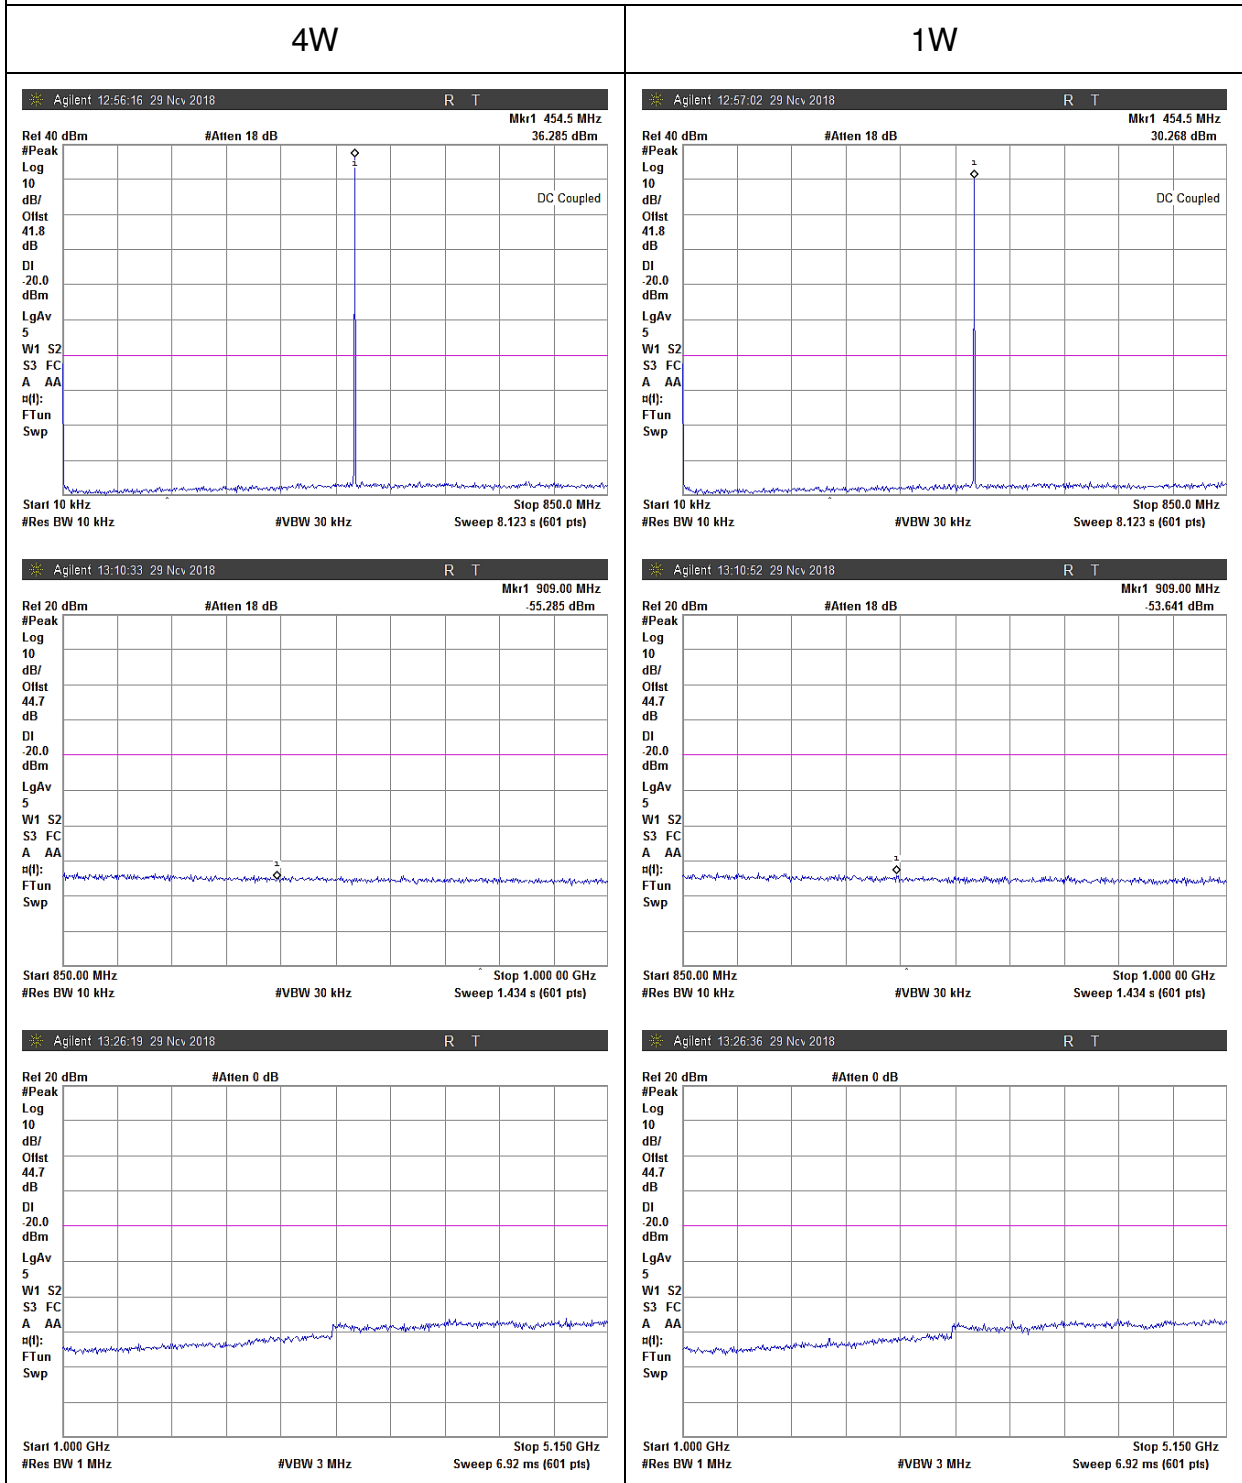 4W
1W
Agilent 12:56:16 29 Nov 2018 R T
Mkr1 454.5 MHz
Ref 40 dBm #Atten 18 dB 36.285 dBm
#Peak
Log
10
dB/
Offst
41.8
dB
DI
-20.0
dBm
LgAv
5
W1 S2
S3 FC
A AA
¤(f):
FTun
Swp
1
DC Coupled
Start 10 kHz Stop 850.0 MHz
#Res BW 10 kHz #VBW 30 kHz Sweep 8.123 s (601 pts)
Agilent 12:57:02 29 Nov 2018 R T
Mkr1 454.5 MHz
Ref 40 dBm #Atten 18 dB 30.268 dBm
#Peak
Log
10
dB/
Offst
41.8
dB
DI
-20.0
dBm
LgAv
5
W1 S2
S3 FC
A AA
¤(f):
FTun
Swp
1
DC Coupled
Start 10 kHz Stop 850.0 MHz
#Res BW 10 kHz #VBW 30 kHz Sweep 8.123 s (601 pts)
Agilent 13:10:33 29 Nov 2018 R T
Mkr1 909.00 MHz
Ref 20 dBm #Atten 18 dB -55.285 dBm
#Peak
Log
10
dB/
Offst
44.7
dB
DI
-20.0
dBm
LgAv
5
W1 S2
S3 FC
A AA
¤(f):
FTun
Swp
1
Start 850.00 MHz Stop 1.000 00 GHz
#Res BW 10 kHz #VBW 30 kHz Sweep 1.434 s (601 pts)
Agilent 13:10:52 29 Nov 2018 R T
Mkr1 909.00 MHz
Ref 20 dBm #Atten 18 dB -53.641 dBm
#Peak
Log
10
dB/
Offst
44.7
dB
DI
-20.0
dBm
LgAv
5
W1 S2
S3 FC
A AA
¤(f):
FTun
Swp
1
Start 850.00 MHz Stop 1.000 00 GHz
#Res BW 10 kHz #VBW 30 kHz Sweep 1.434 s (601 pts)
Agilent 13:26:19 29 Nov 2018 R T
Ref 20 dBm #Atten 0 dB
#Peak
Log
10
dB/
Offst
44.7
dB
DI
-20.0
dBm
LgAv
5
W1 S2
S3 FC
A AA
¤(f):
FTun
Swp
Start 1.000 GHz Stop 5.150 GHz
#Res BW 1 MHz #VBW 3 MHz Sweep 6.92 ms (601 pts)
Agilent 13:26:36 29 Nov 2018 R T
Ref 20 dBm #Atten 0 dB
#Peak
Log
10
dB/
Offst
44.7
dB
DI
-20.0
dBm
LgAv
5
W1 S2
S3 FC
A AA
¤(f):
FTun
Swp
Start 1.000 GHz Stop 5.150 GHz
#Res BW 1 MHz #VBW 3 MHz Sweep 6.92 ms (601 pts)